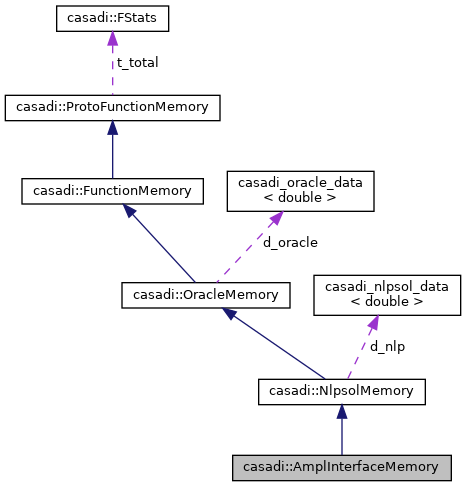 casadi::FStats
t_total
casadi::ProtoFunctionMemory
casadi::FunctionMemory
casadi_oracle_data
< double >
d_oracle
casadi::OracleMemory
casadi_nlpsol_data
< double >
d_nlp
casadi::NlpsolMemory
casadi::AmplInterfaceMemory